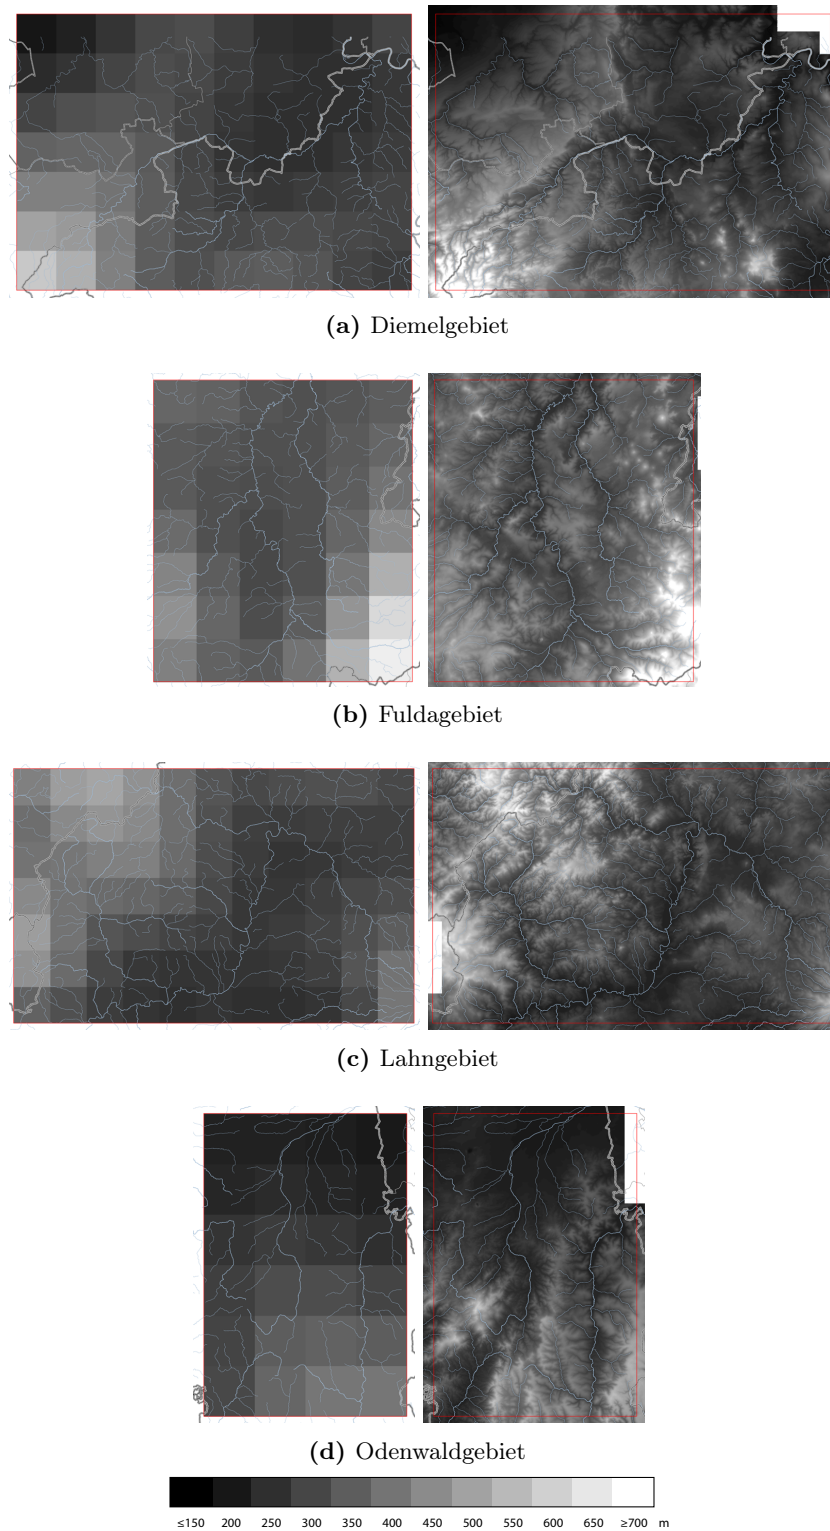 (a) Diemelgebiet
(b) Fuldagebiet
(c) Lahngebiet
(d) Odenwaldgebiet
≤150 200 250 300 350 400 450 500 550 600 650 ≥700 m